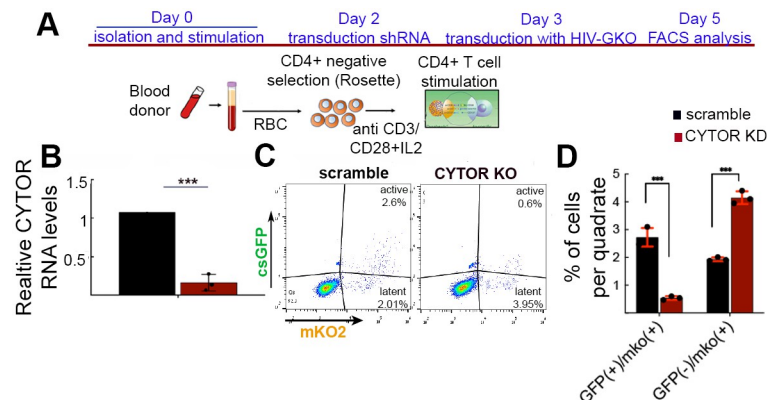 A
Day 0
isolation and stimulation
Day 2
transduction shRNA
Day 3
transduction with HIV-GKO
Day 5
FACS analysis
Blood
donor
RBC
CD4+ negative
selection (Rosette)
anti CD3/
CD28+IL2
CD4+ T cell
stimulation
scramble
CYTOR KD
B
Realtive CYTOR
RNA levels
1.5
1
0.5
***
C
scramble
CYTOR KO
active
2.6%
latent
2.01%
active
0.6%
latent
3.95%
csGFP
mKO2
D
% of cells
per quadrate
5
4
3
2
1
***
***
GFP(+)/mko(+)
GFP(-)/mko(+)